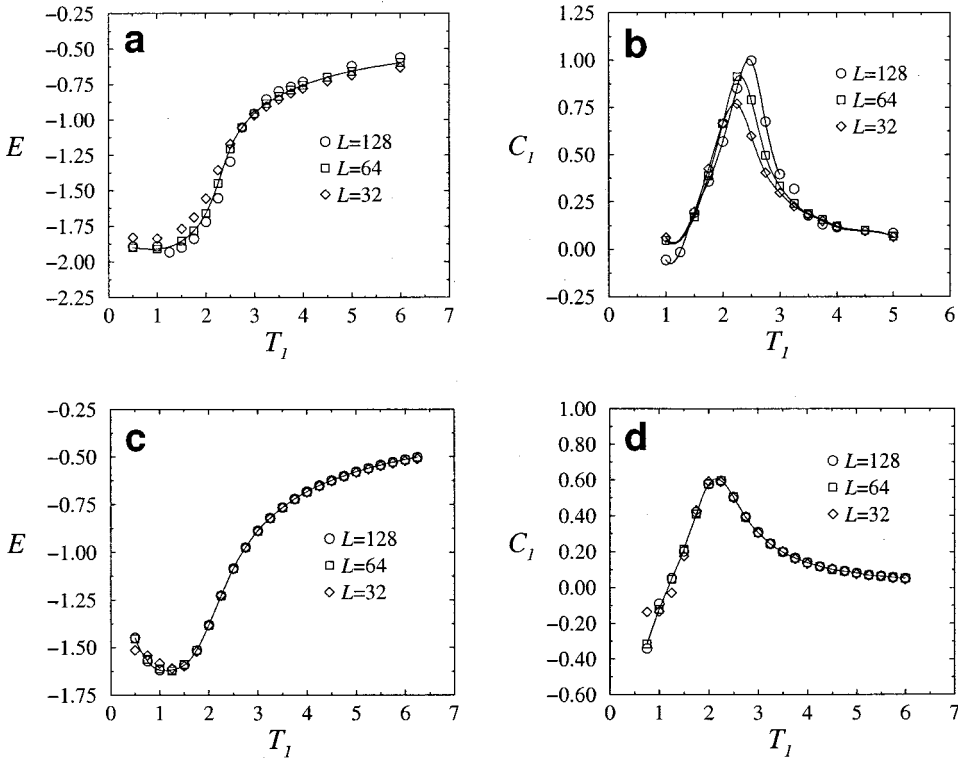 a
−0.25
−0.50
−0.75
−1.00
−1.25
−1.50
−1.75
−2.00
−2.25
E
L=128
L=64
L=32
0 1 2 3 4 5 6 7
T1
b
1.25
1.00
0.75
0.50
0.25
0.00
−0.25
C1
L=128
L=64
L=32
0 1 2 3 4 5 6
T1
c
−0.25
−0.50
−0.75
−1.00
−1.25
−1.50
−1.75
E
L=128
L=64
L=32
0 1 2 3 4 5 6 7
T1
d
1.00
0.80
0.60
0.40
0.20
0.00
−0.20
−0.40
−0.60
C1
L=128
L=64
L=32
0 1 2 3 4 5 6 7
T1